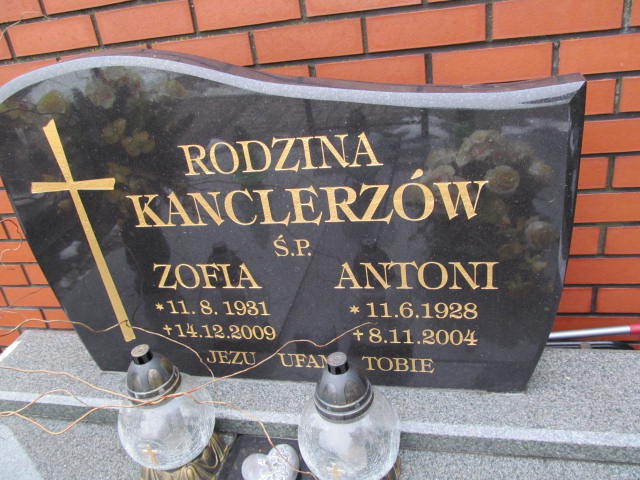 RODZINA
KANCLERZÓW
Ś.P.
ZOFIA ANTONI
*11.8.1931 *11.6.1928
+14.12.2009 +8.11.2004
JEZU UFAM TOBIE